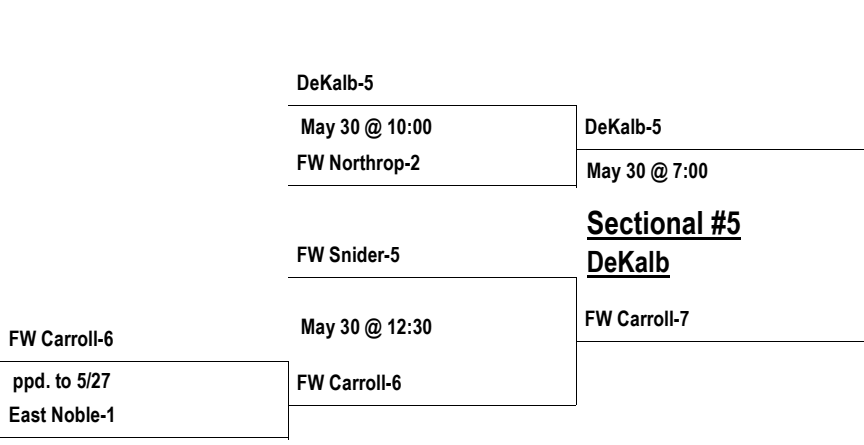 DeKalb-5
May 30 @ 10:00
DeKalb-5
FW Northrop-2
May 30 @ 7:00
Sectional #5
FW Snider-5
DeKalb
May 30 @ 12:30
FW Carroll-7
FW Carroll-6
ppd. to 5/27
FW Carroll-6
East Noble-1